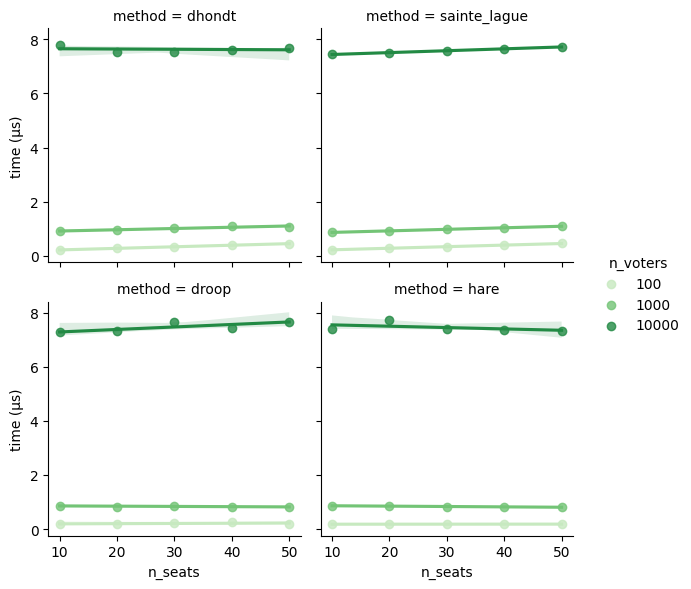 method = dhondt
method = sainte_lague
8
6
4
2
0
time (µs)
n_voters
100
1000
10000
method = droop
method = hare
8
6
4
2
0
time (µs)
10 20 30 40 50
10 20 30 40 50
n_seats
n_seats